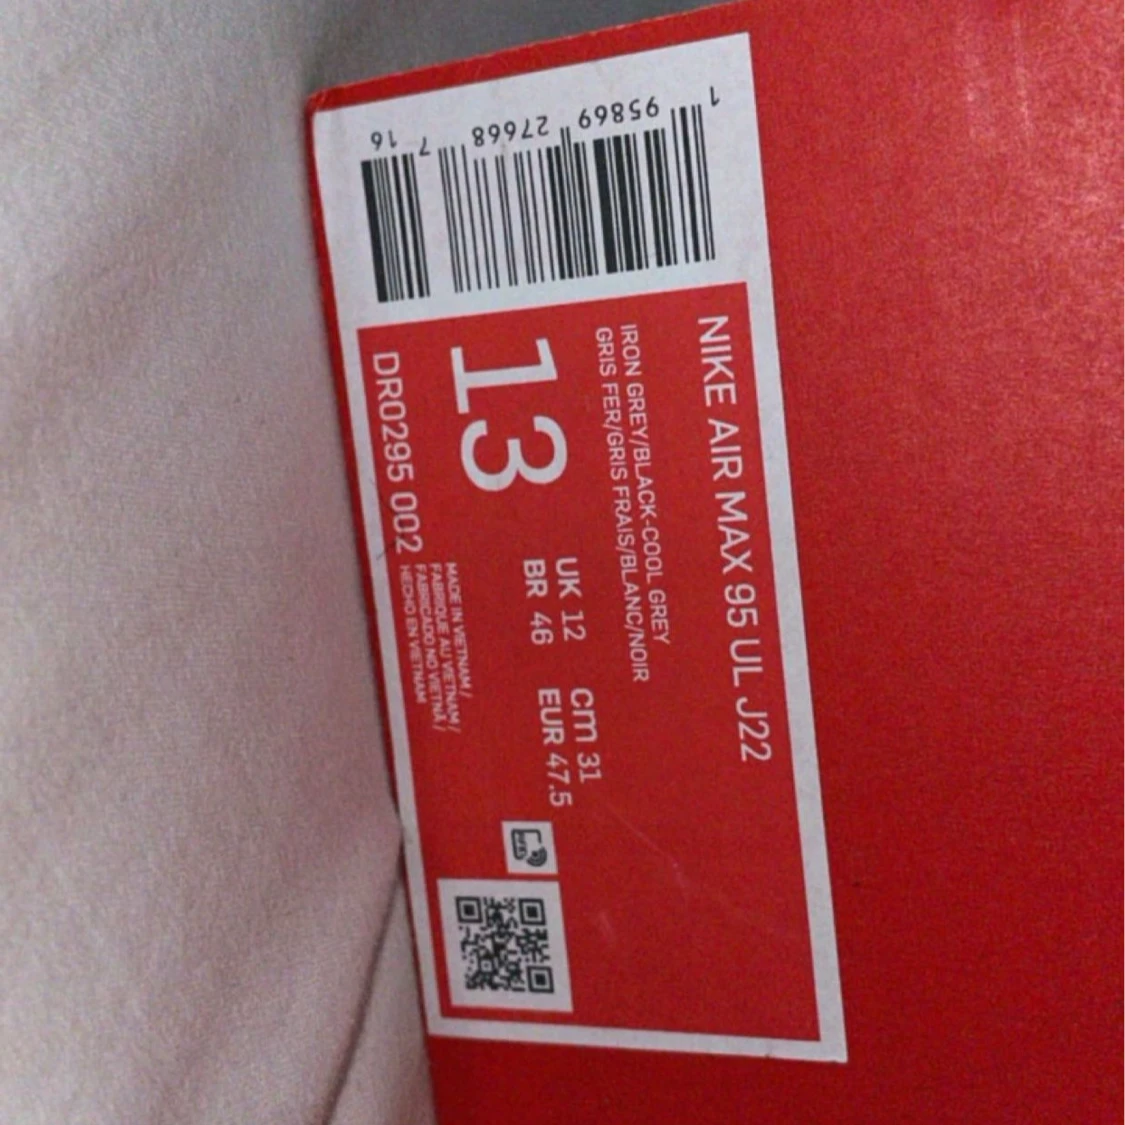 NIKE AIR MAX 95 UL J22
IRON GREY/BLACK-COOL GREY
GRIS FER/GRIS FRAIS/BLANC/NOIR
13
UK 12 cm 31
BR 46 EUR 47.5
DR0295 002
MADE IN VIETNAM/
FABRIQUE AU VIETNAM/
FABRICADO NO VIETNÃ/
HECHO EN VIETNAM
1 95869 27668 7 16